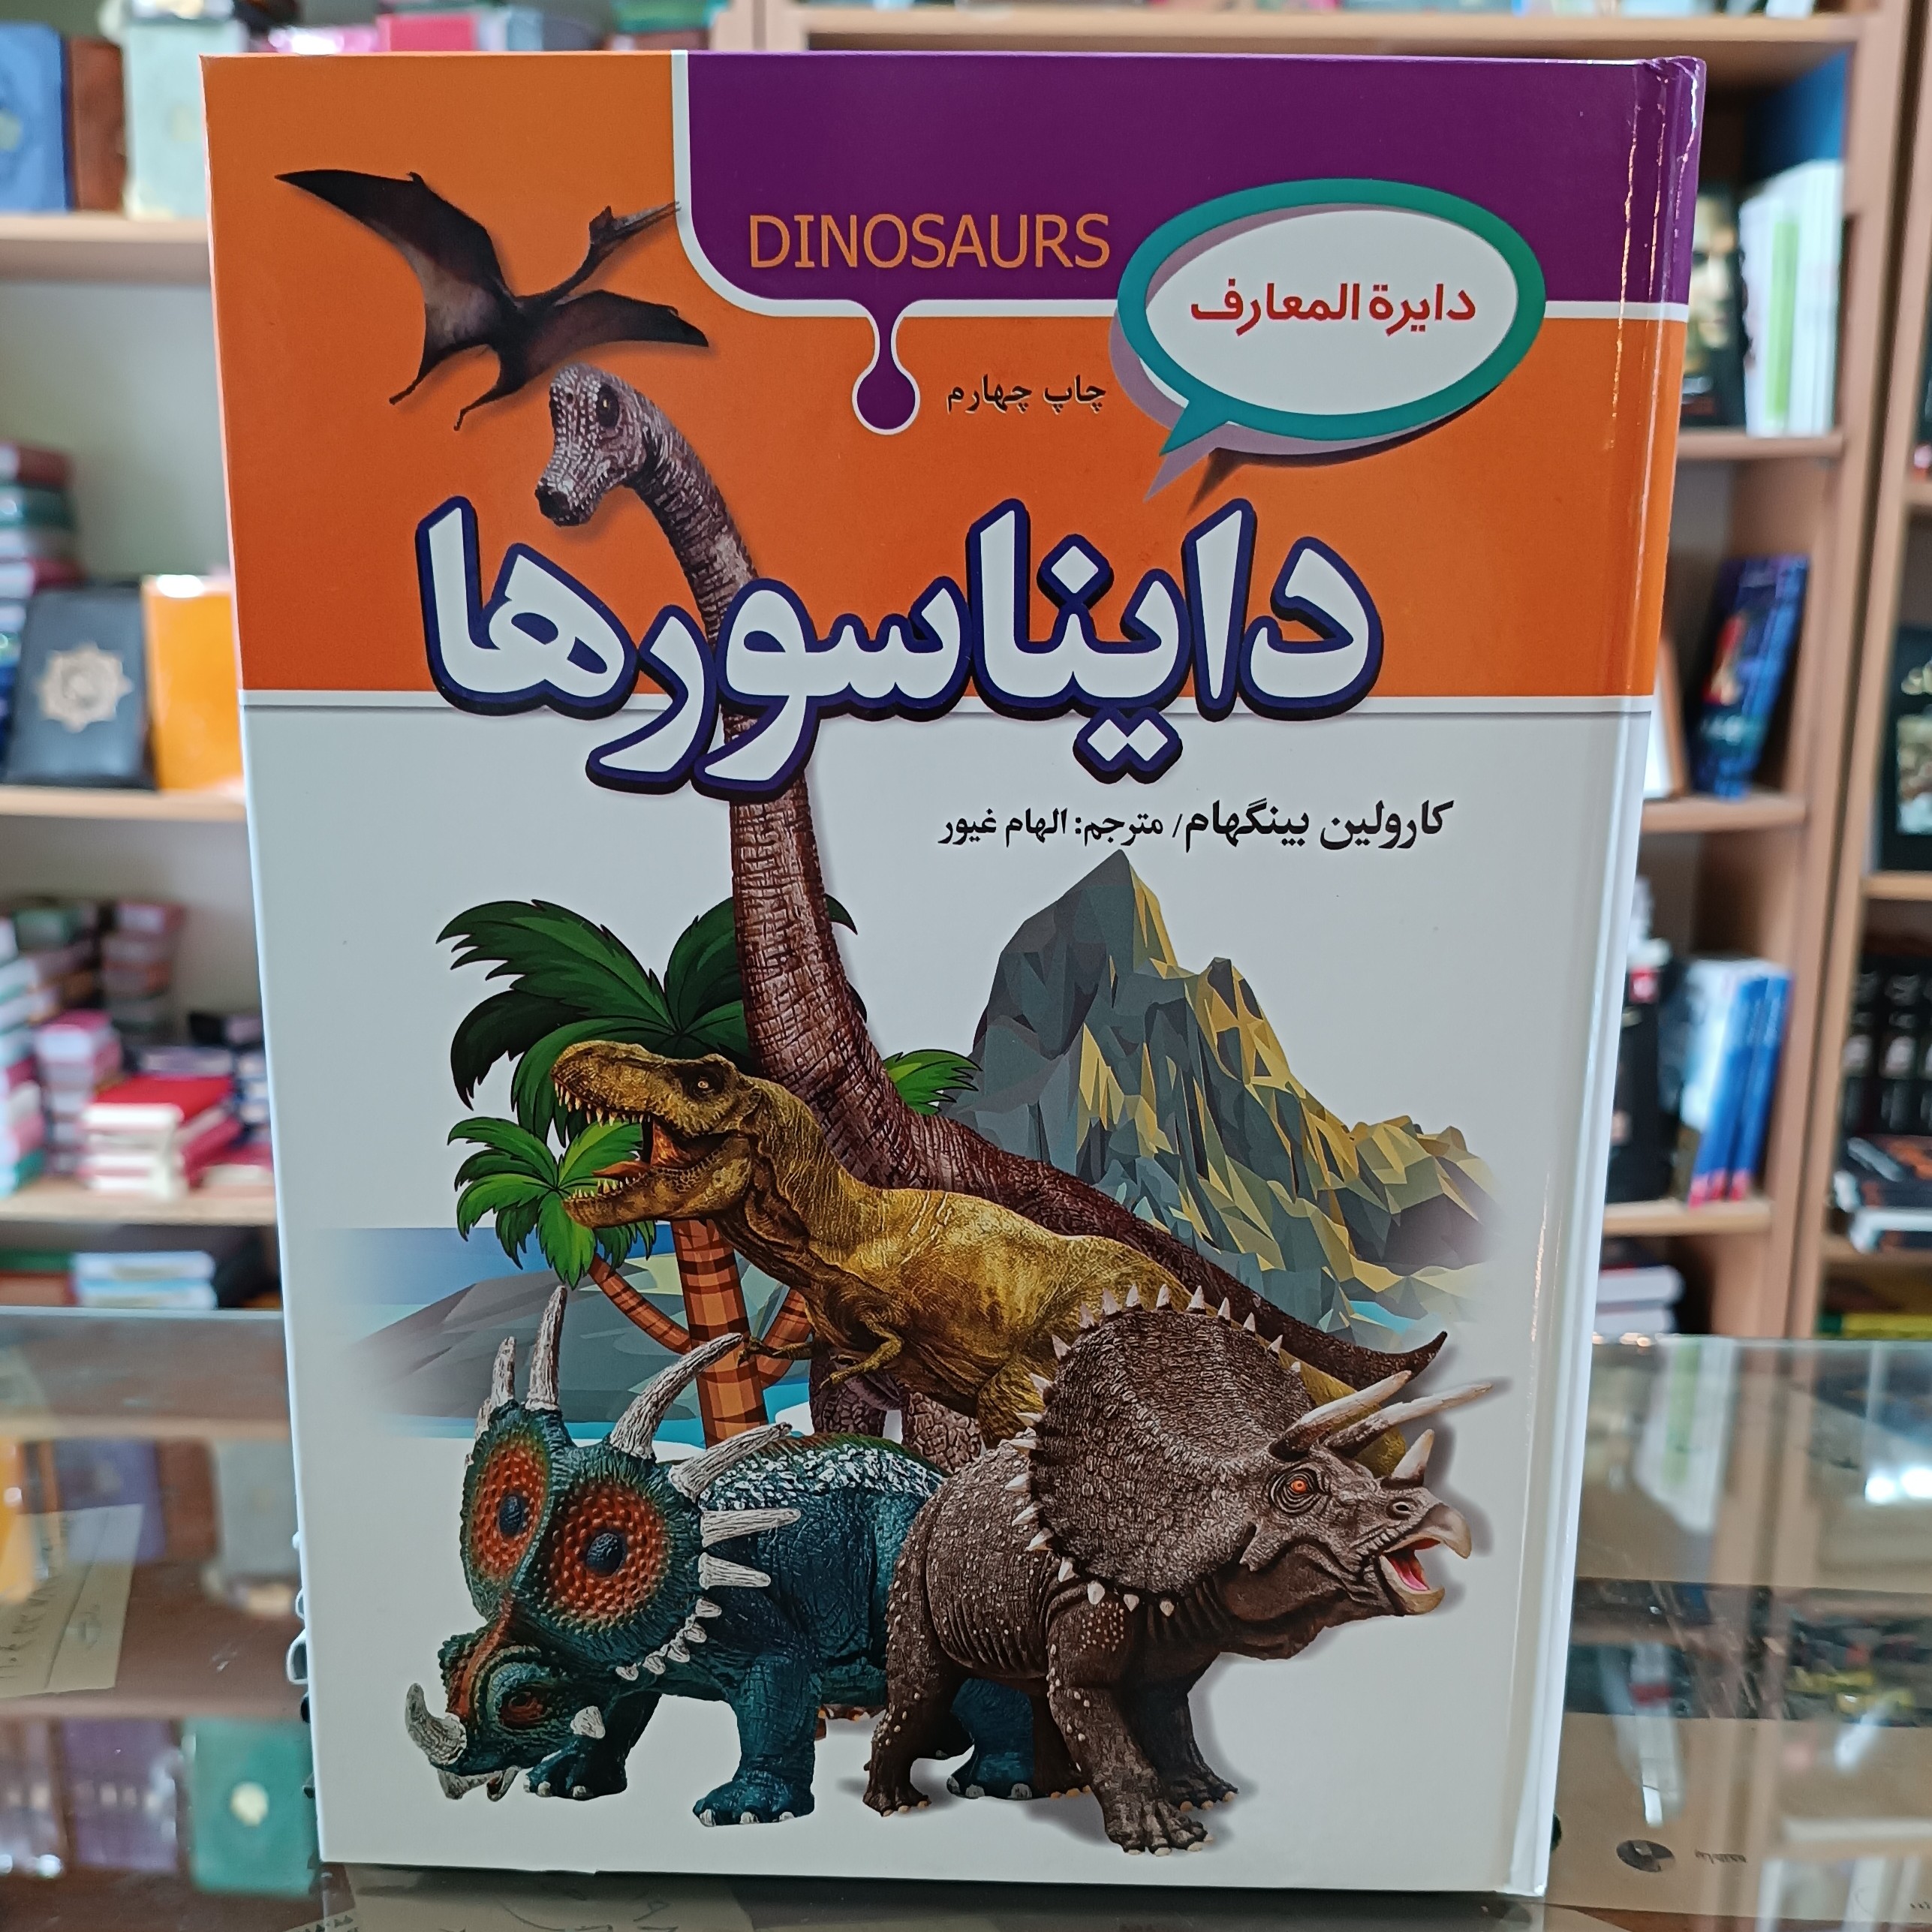 DINOSAURS
دایرة المعارف
چاپ چهارم
دایناسورها
کارولین بینگهام/ مترجم: الهام غیور